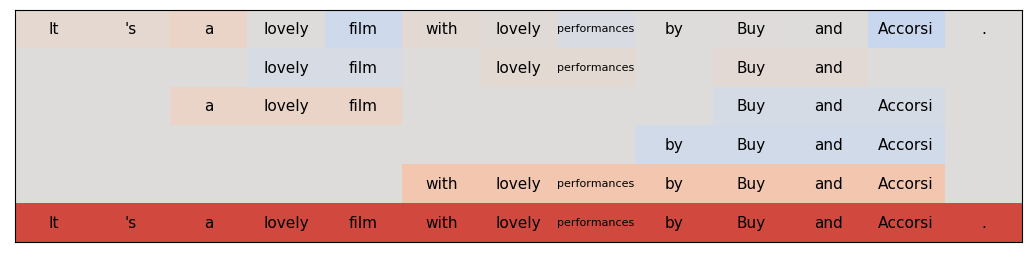 It 's a lovely film with lovely performances by Buy and Accorsi .
lovely film lovely performances Buy and
a lovely film Buy and Accorsi
by Buy and Accorsi
with lovely performances by Buy and Accorsi
It 's a lovely film with lovely performances by Buy and Accorsi .